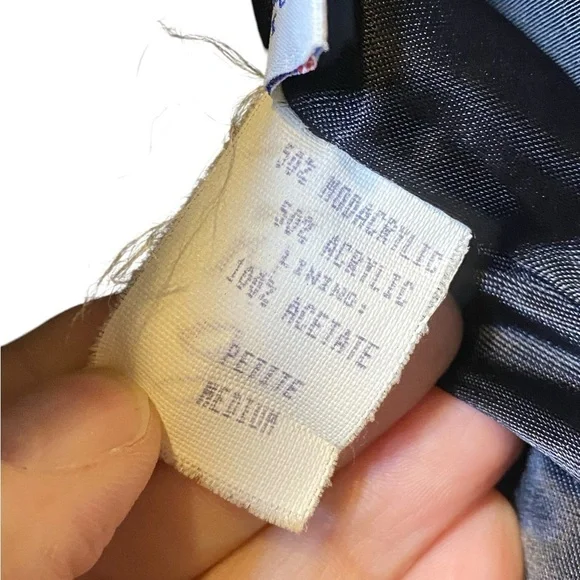 50% MODACRYLIC
50% ACRYLIC
LINING:
100% ACETATE
PETITE
MEDIUM